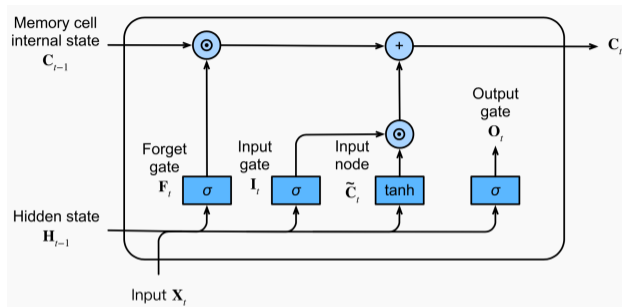 Memory cell
internal state
C_{t−1}
⊙
+
C_t
Output
gate
O_t
⊙
Forget
gate
F_t
σ
Input
gate
I_t
σ
Input
node
C̃_t
tanh
σ
Hidden state
H_{t−1}
Input X_t